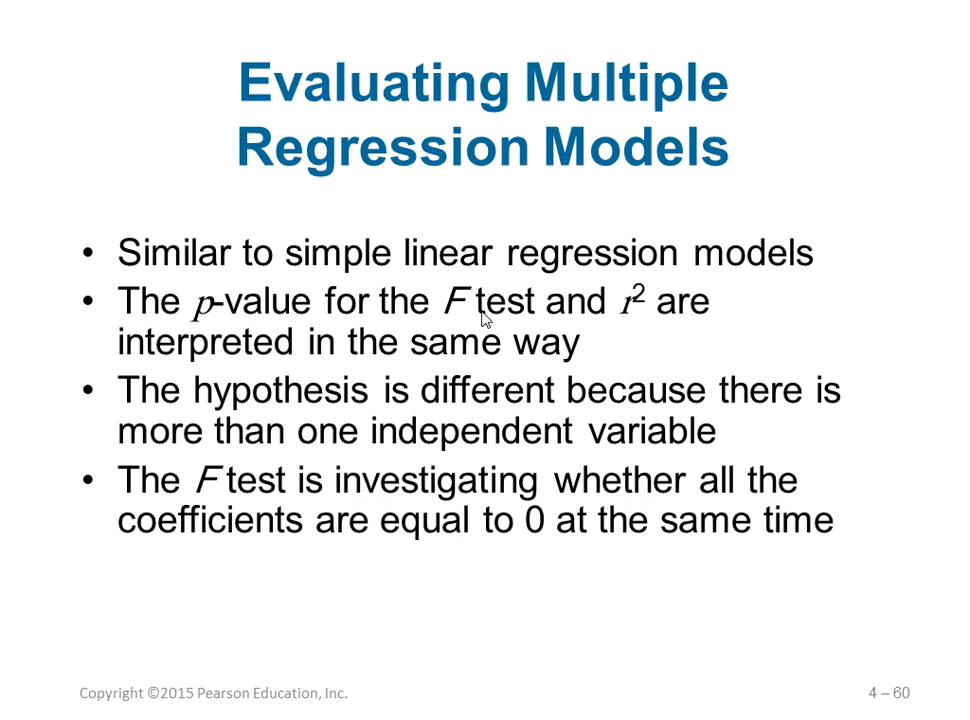 Evaluating Multiple
Regression Models
• Similar to simple linear regression models
• The p-value for the F test and r² are
interpreted in the same way
• The hypothesis is different because there is
more than one independent variable
• The F test is investigating whether all the
coefficients are equal to 0 at the same time
Copyright ©2015 Pearson Education, Inc.
4 – 60